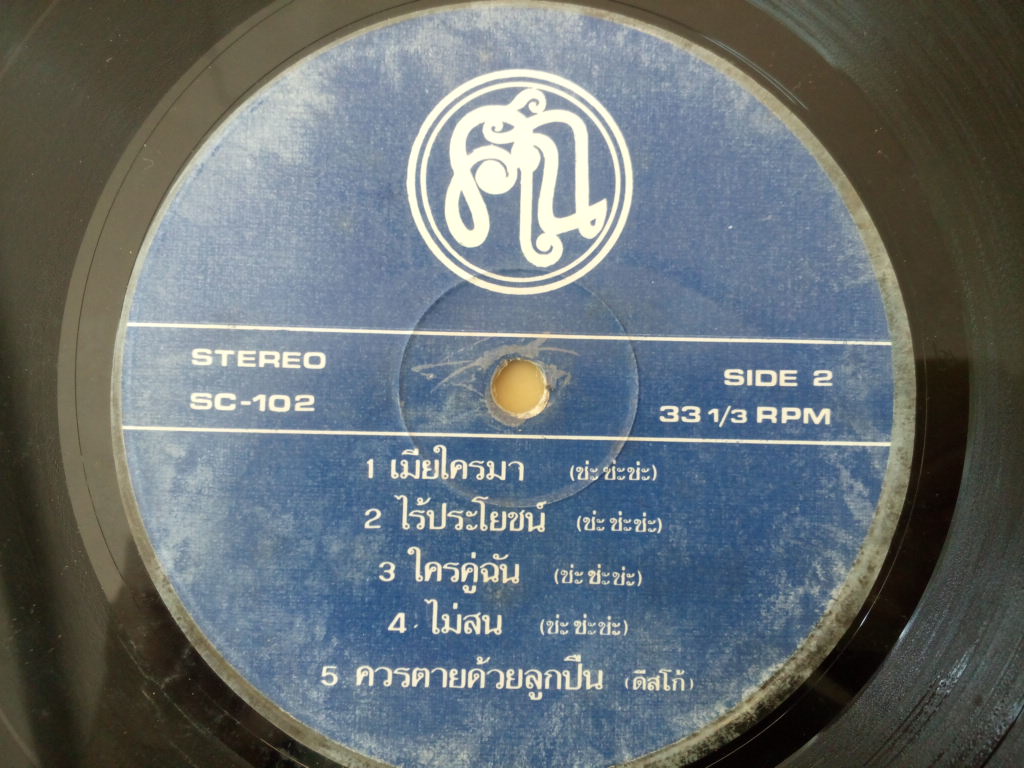 STEREO
SC-102
SIDE 2
33 1/3 RPM
1 เมียใครมา (ช่ะ ช่ะ ช่ะ)
2 ไร้ประโยชน์ (ช่ะ ช่ะ ช่ะ)
3 ใครคู่ฉัน (ช่ะ ช่ะ ช่ะ)
4 ไม่สน (ช่ะ ช่ะ ช่ะ)
5 ควรตายด้วยลูกปืน (ดิสโก้)